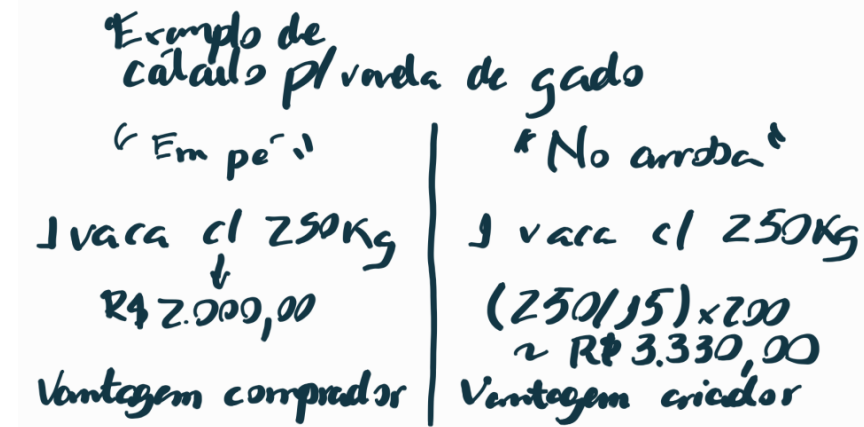 Exemplo de
cálculo p/ venda de gado
"Em pé"
1 vaca c/ 250Kg
R$ 2.000,00
Vantagem comprador
"No arroba"
1 vaca c/ 250Kg
(250/15)x200
~ R$ 3.330,00
Vantagem criador